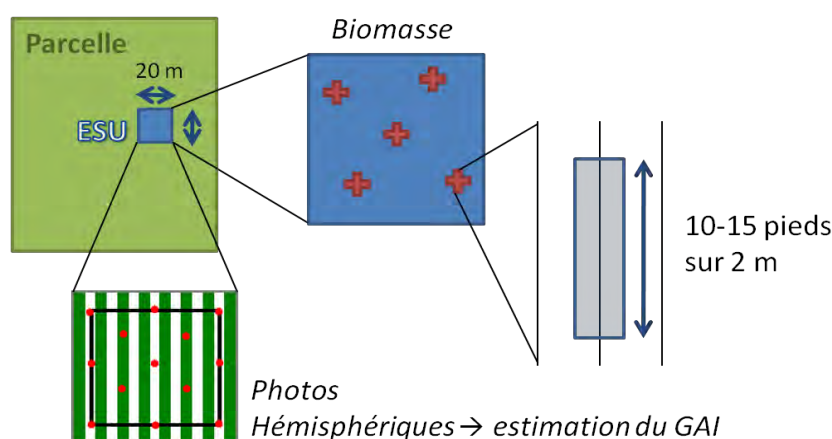 Parcelle
20 m
ESU
Biomasse
10-15 pieds
sur 2 m
Photos
Hémisphériques → estimation du GAI